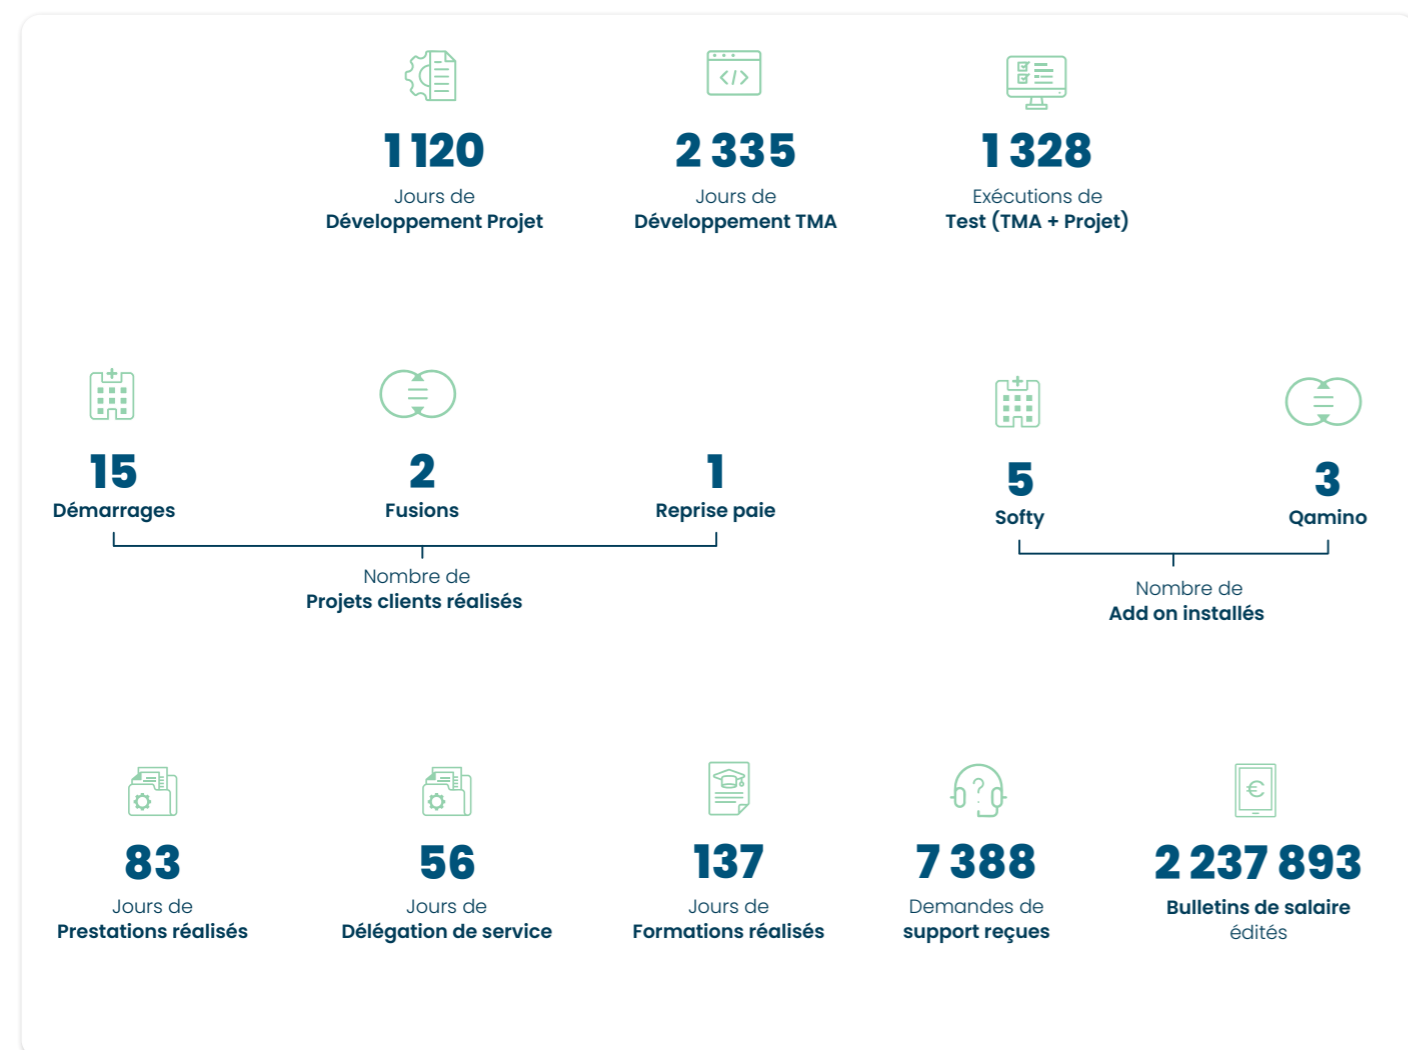 1 120
Jours de
Développement Projet
2 335
Jours de
Développement TMA
1 328
Exécutions de
Test (TMA + Projet)
15
Démarrages
2
Fusions
1
Reprise paie
Nombre de
Projets clients réalisés
5
Softy
3
Qamino
Nombre de
Add on installés
83
Jours de
Prestations réalisés
56
Jours de
Délégation de service
137
Jours de
Formations réalisés
7 388
Demandes de
support reçues
2 237 893
Bulletins de salaire
édités